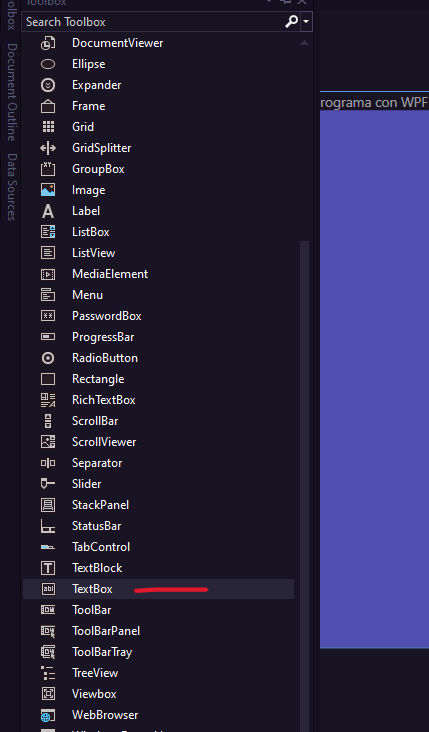 Toolbox
Search Toolbox
Document Outline
Data Sources
DocumentViewer
Ellipse
Expander
Frame
Grid
GridSplitter
GroupBox
Image
Label
ListBox
ListView
MediaElement
Menu
PasswordBox
ProgressBar
RadioButton
Rectangle
RichTextBox
ScrollBar
ScrollViewer
Separator
Slider
StackPanel
StatusBar
TabControl
TextBlock
TextBox
ToolBar
ToolBarPanel
ToolBarTray
TreeView
Viewbox
WebBrowser
rograma con WPF